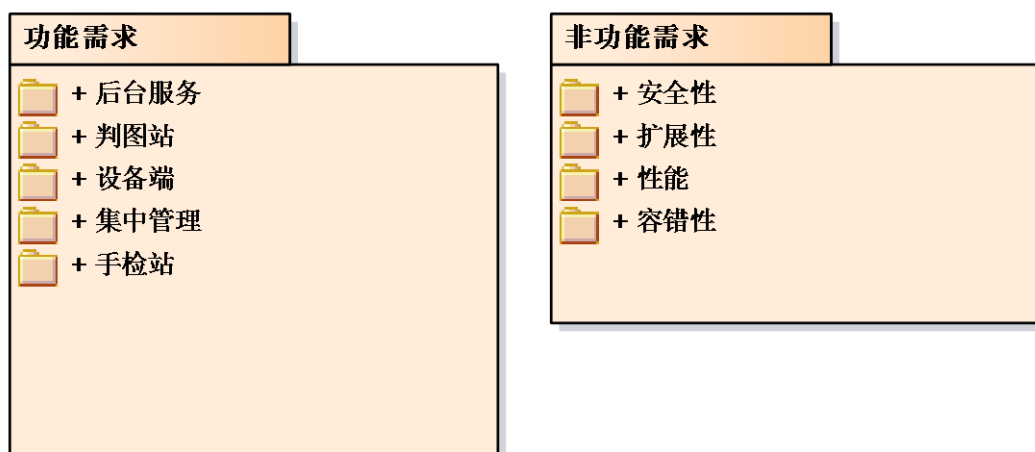 功能需求
+ 后台服务
+ 判图站
+ 设备端
+ 集中管理
+ 手检站
非功能需求
+ 安全性
+ 扩展性
+ 性能
+ 容错性